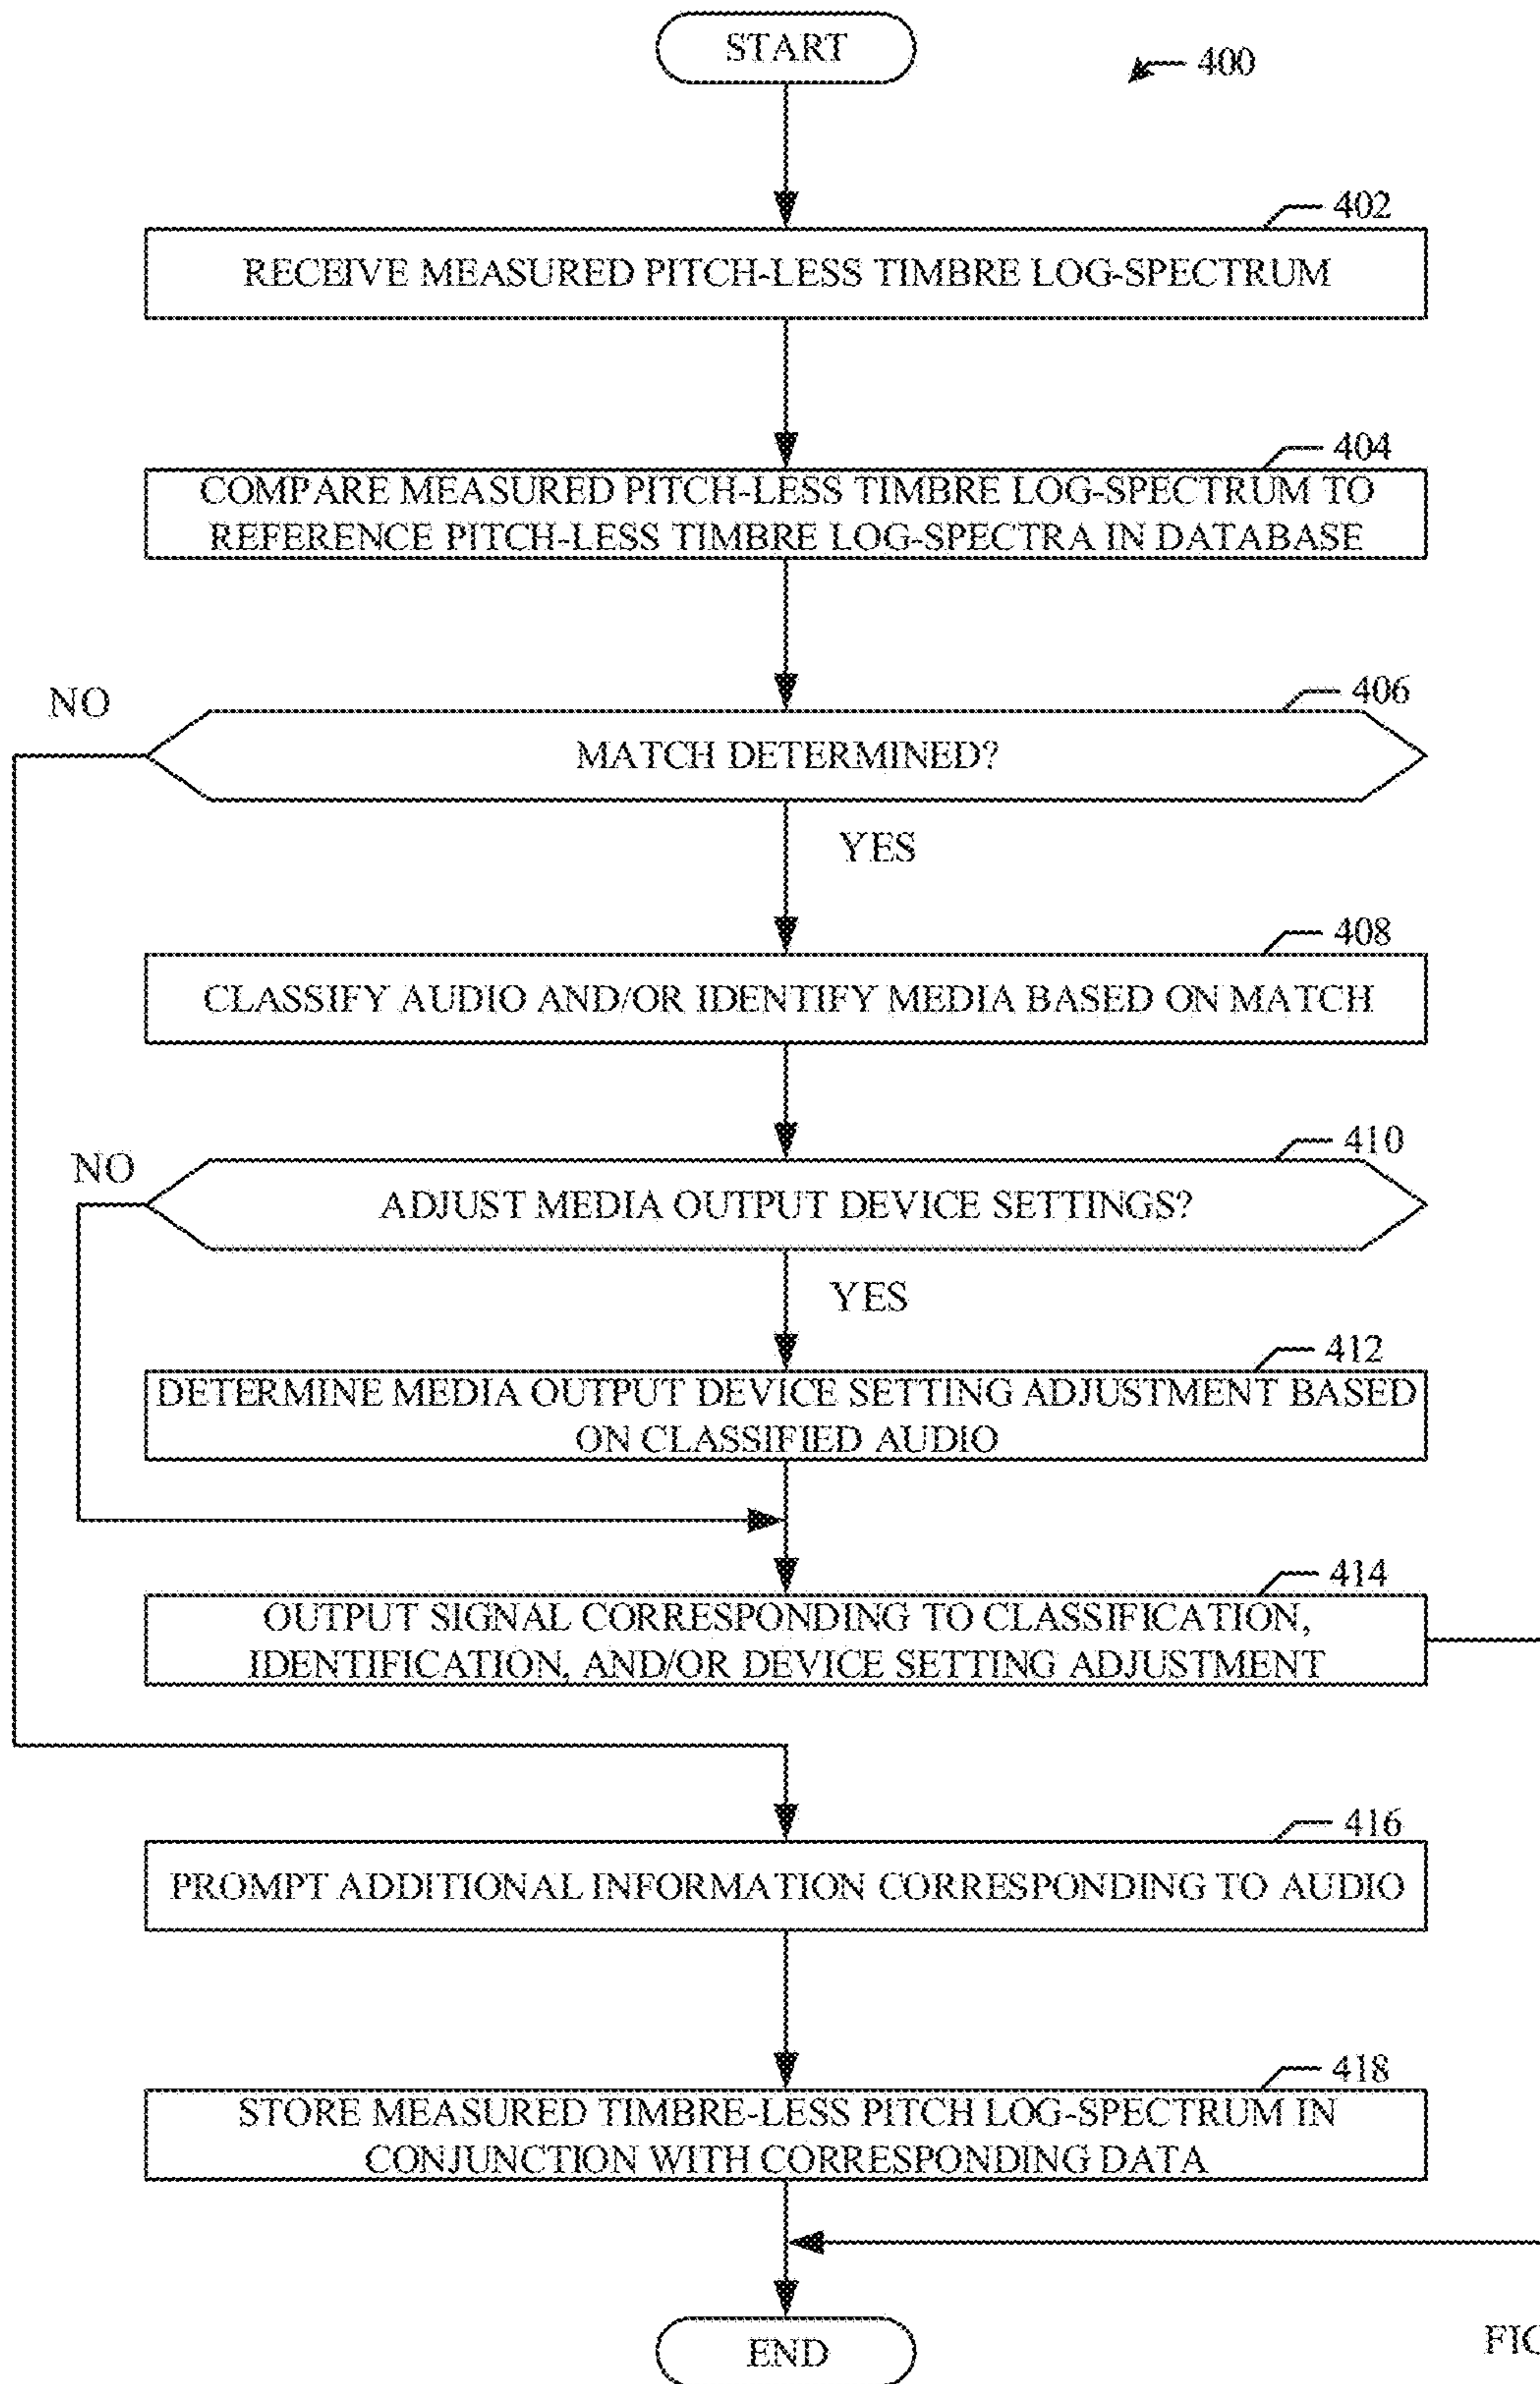 START
400
402
RECEIVE MEASURED PITCH-LESS TIMBRE LOG-SPECTRUM
404
COMPARE MEASURED PITCH-LESS TIMBRE LOG-SPECTRUM TO
REFERENCE PITCH-LESS TIMBRE LOG-SPECTRA IN DATABASE
NO
406
MATCH DETERMINED?
YES
408
CLASSIFY AUDIO AND/OR IDENTIFY MEDIA BASED ON MATCH
410
NO
ADJUST MEDIA OUTPUT DEVICE SETTINGS?
YES
412
DETERMINE MEDIA OUTPUT DEVICE SETTING ADJUSTMENT BASED
ON CLASSIFIED AUDIO
414
OUTPUT SIGNAL CORRESPONDING TO CLASSIFICATION,
IDENTIFICATION, AND/OR DEVICE SETTING ADJUSTMENT
416
PROMPT ADDITIONAL INFORMATION CORRESPONDING TO AUDIO
418
STORE MEASURED TIMBRE-LESS PITCH LOG-SPECTRUM IN
CONJUNCTION WITH CORRESPONDING DATA
END